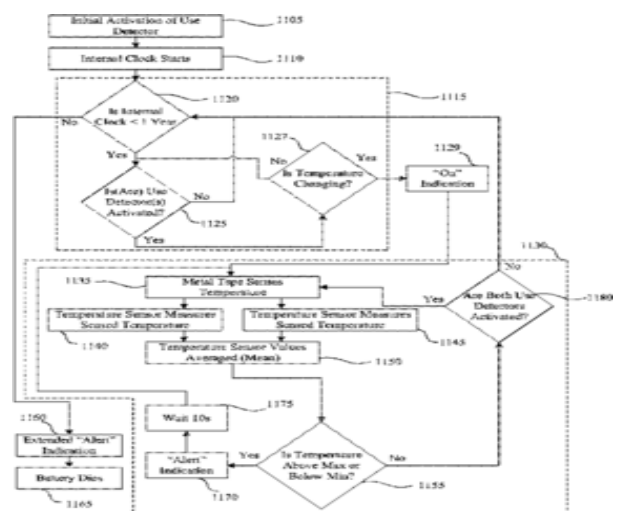 Initial Activation of Use
Detector
1105
Internal Clock Starts
1110
1120
1115
Is Internal
Clock < 1 Year
No
Yes
1127
No
Yes
Is Temperature
Changing?
1129
"On"
Indication
Is(Are) Use
Detector(s)
Activated?
No
1125
Yes
1130
No
1135
Metal Tape Senses
Temperature
Yes
Are Both Use
Detectors
Activated?
1180
Temperature Sensor Measures
Sensed Temperature
Temperature Sensor Measures
Sensed Temperature
1140
1145
Temperature Sensor Values
Averaged (Mean)
1150
1175
Wait 10s
1160
Extended "Alert"
Indication
Yes
Is Temperature
Above Max or
Below Min?
No
"Alert"
Indication
Battery Dies
1170
1155
1165